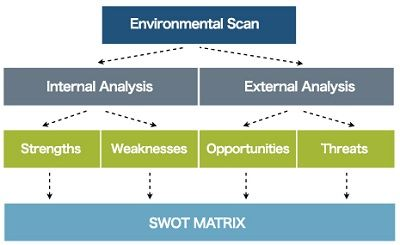 Environmental Scan
Internal Analysis
External Analysis
Strengths
Weaknesses
Opportunities
Threats
SWOT MATRIX